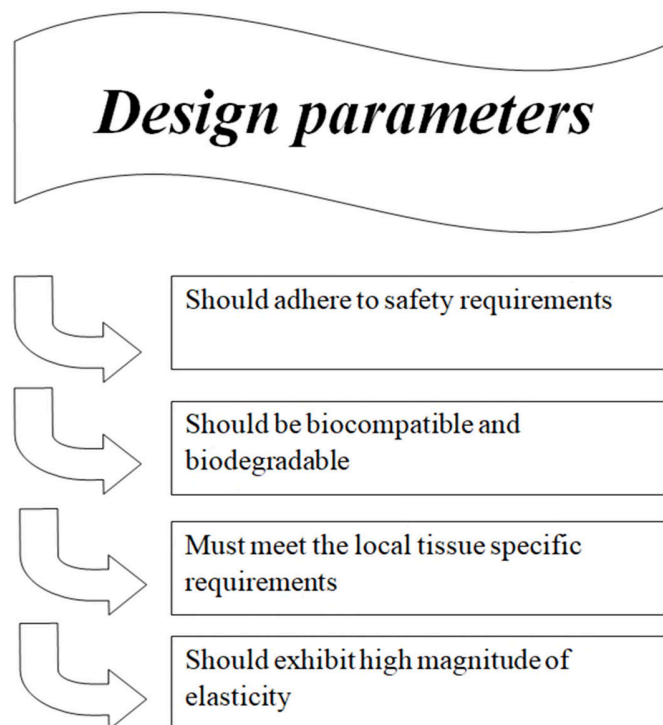 Design parameters
Should adhere to safety requirements
Should be biocompatible and
biodegradable
Must meet the local tissue specific
requirements
Should exhibit high magnitude of
elasticity